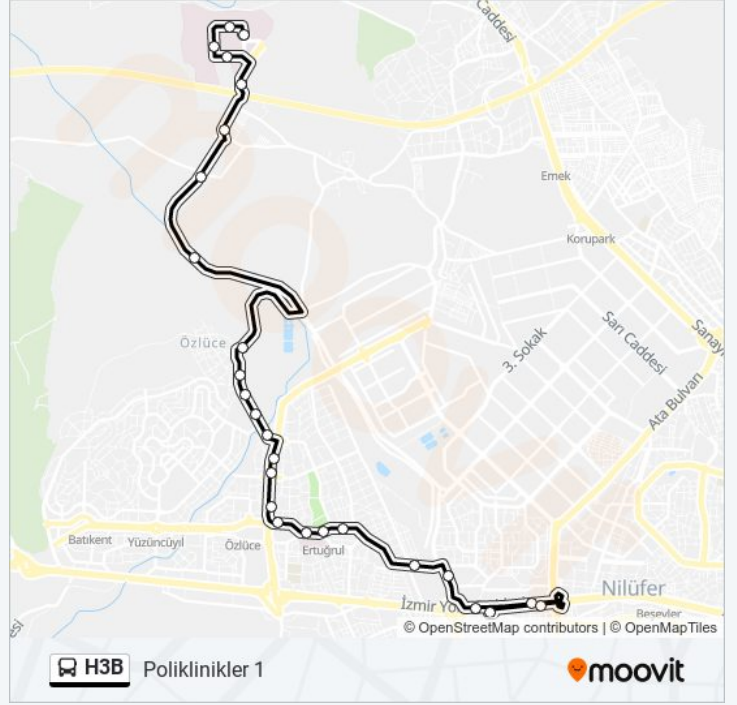 Caddesi
Emek
Korupark
Sanayi
Sarı Caddesi
3. Sokak
Özlüce
Ata Bulvarı
Batıkent
Yüzüncüyıl
Özlüce
Ertuğrul
Nilüfer
İzmir Yo
Beşevler
© OpenStreetMap contributors | © OpenMapTiles
H3B
Poliklinikler 1
moovit